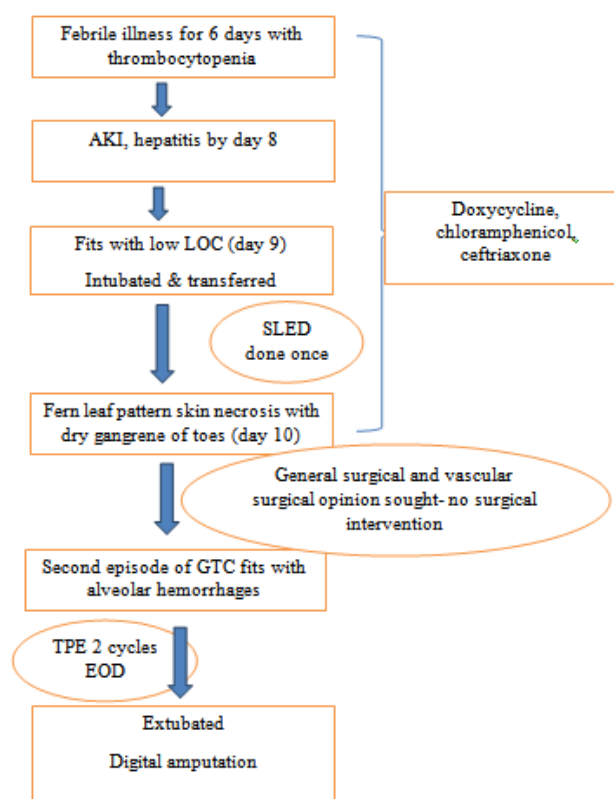 Febrile illness for 6 days with
thrombocytopenia
AKI, hepatitis by day 8
Fits with low LOC (day 9)
Intubated & transferred
Doxycycline,
chloramphenicol,
ceftriaxone
SLED
done once
Fern leaf pattern skin necrosis with
dry gangrene of toes (day 10)
General surgical and vascular
surgical opinion sought- no surgical
intervention
Second episode of GTC fits with
alveolar hemorrhages
TPE 2 cycles
EOD
Extubated
Digital amputation